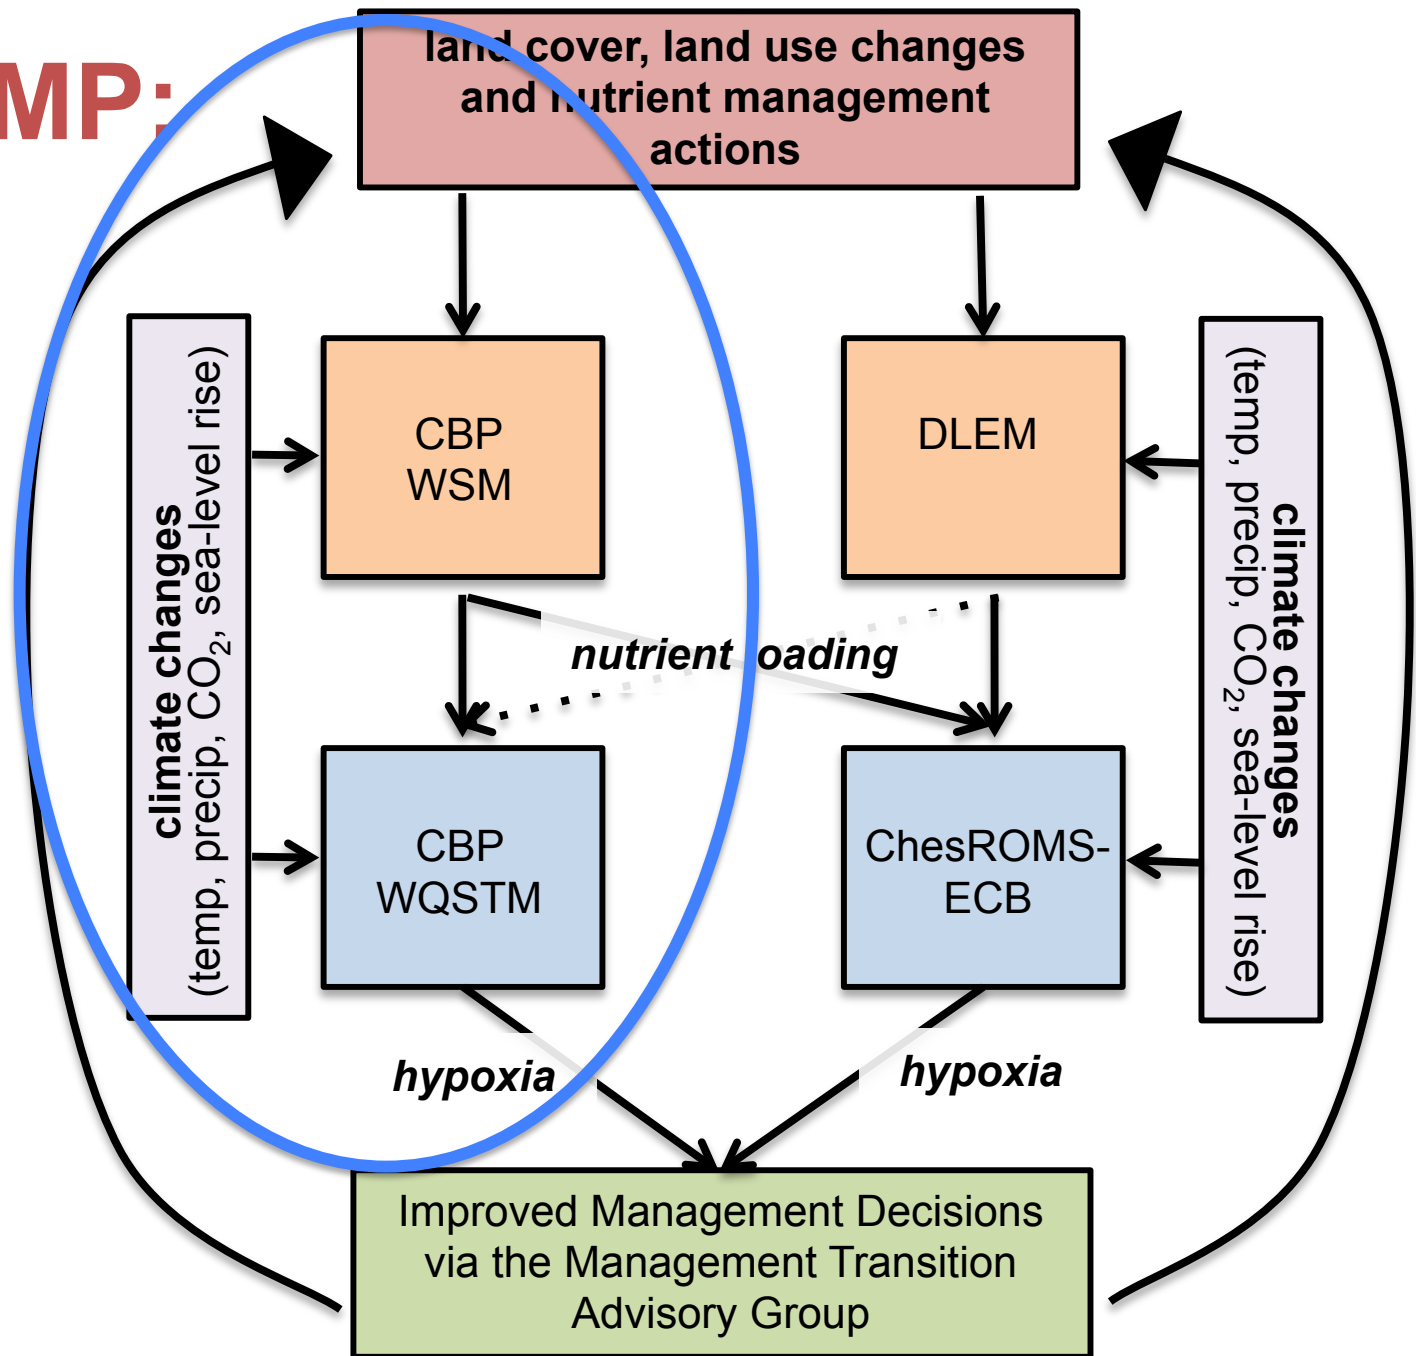 MP:
land cover, land use changes
and nutrient management
actions
climate changes
(temp, precip, CO₂, sea-level rise)
CBP
WSM
DLEM
climate changes
(temp, precip, CO₂, sea-level rise)
nutrient oading
CBP
WQSTM
ChesROMS-
ECB
hypoxia
hypoxia
Improved Management Decisions
via the Management Transition
Advisory Group